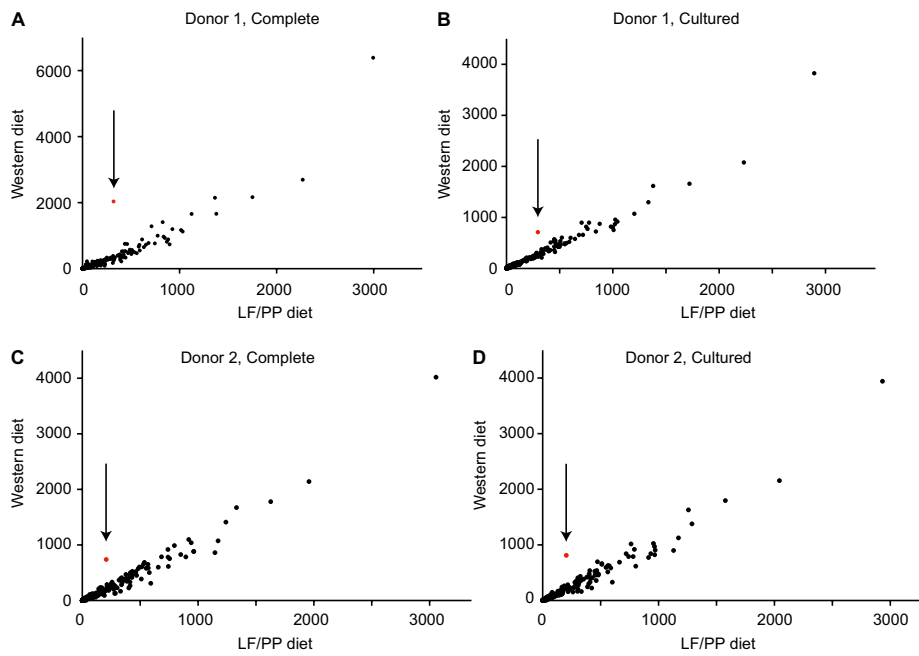 A
Donor 1, Complete
Western diet
6000
4000
2000
0
0
1000
2000
3000
LF/PP diet
B
Donor 1, Cultured
Western diet
4000
3000
2000
1000
0
0
1000
2000
3000
LF/PP diet
C
Donor 2, Complete
Western diet
4000
3000
2000
1000
0
0
1000
2000
3000
LF/PP diet
D
Donor 2, Cultured
Western diet
4000
3000
2000
1000
0
0
1000
2000
3000
LF/PP diet